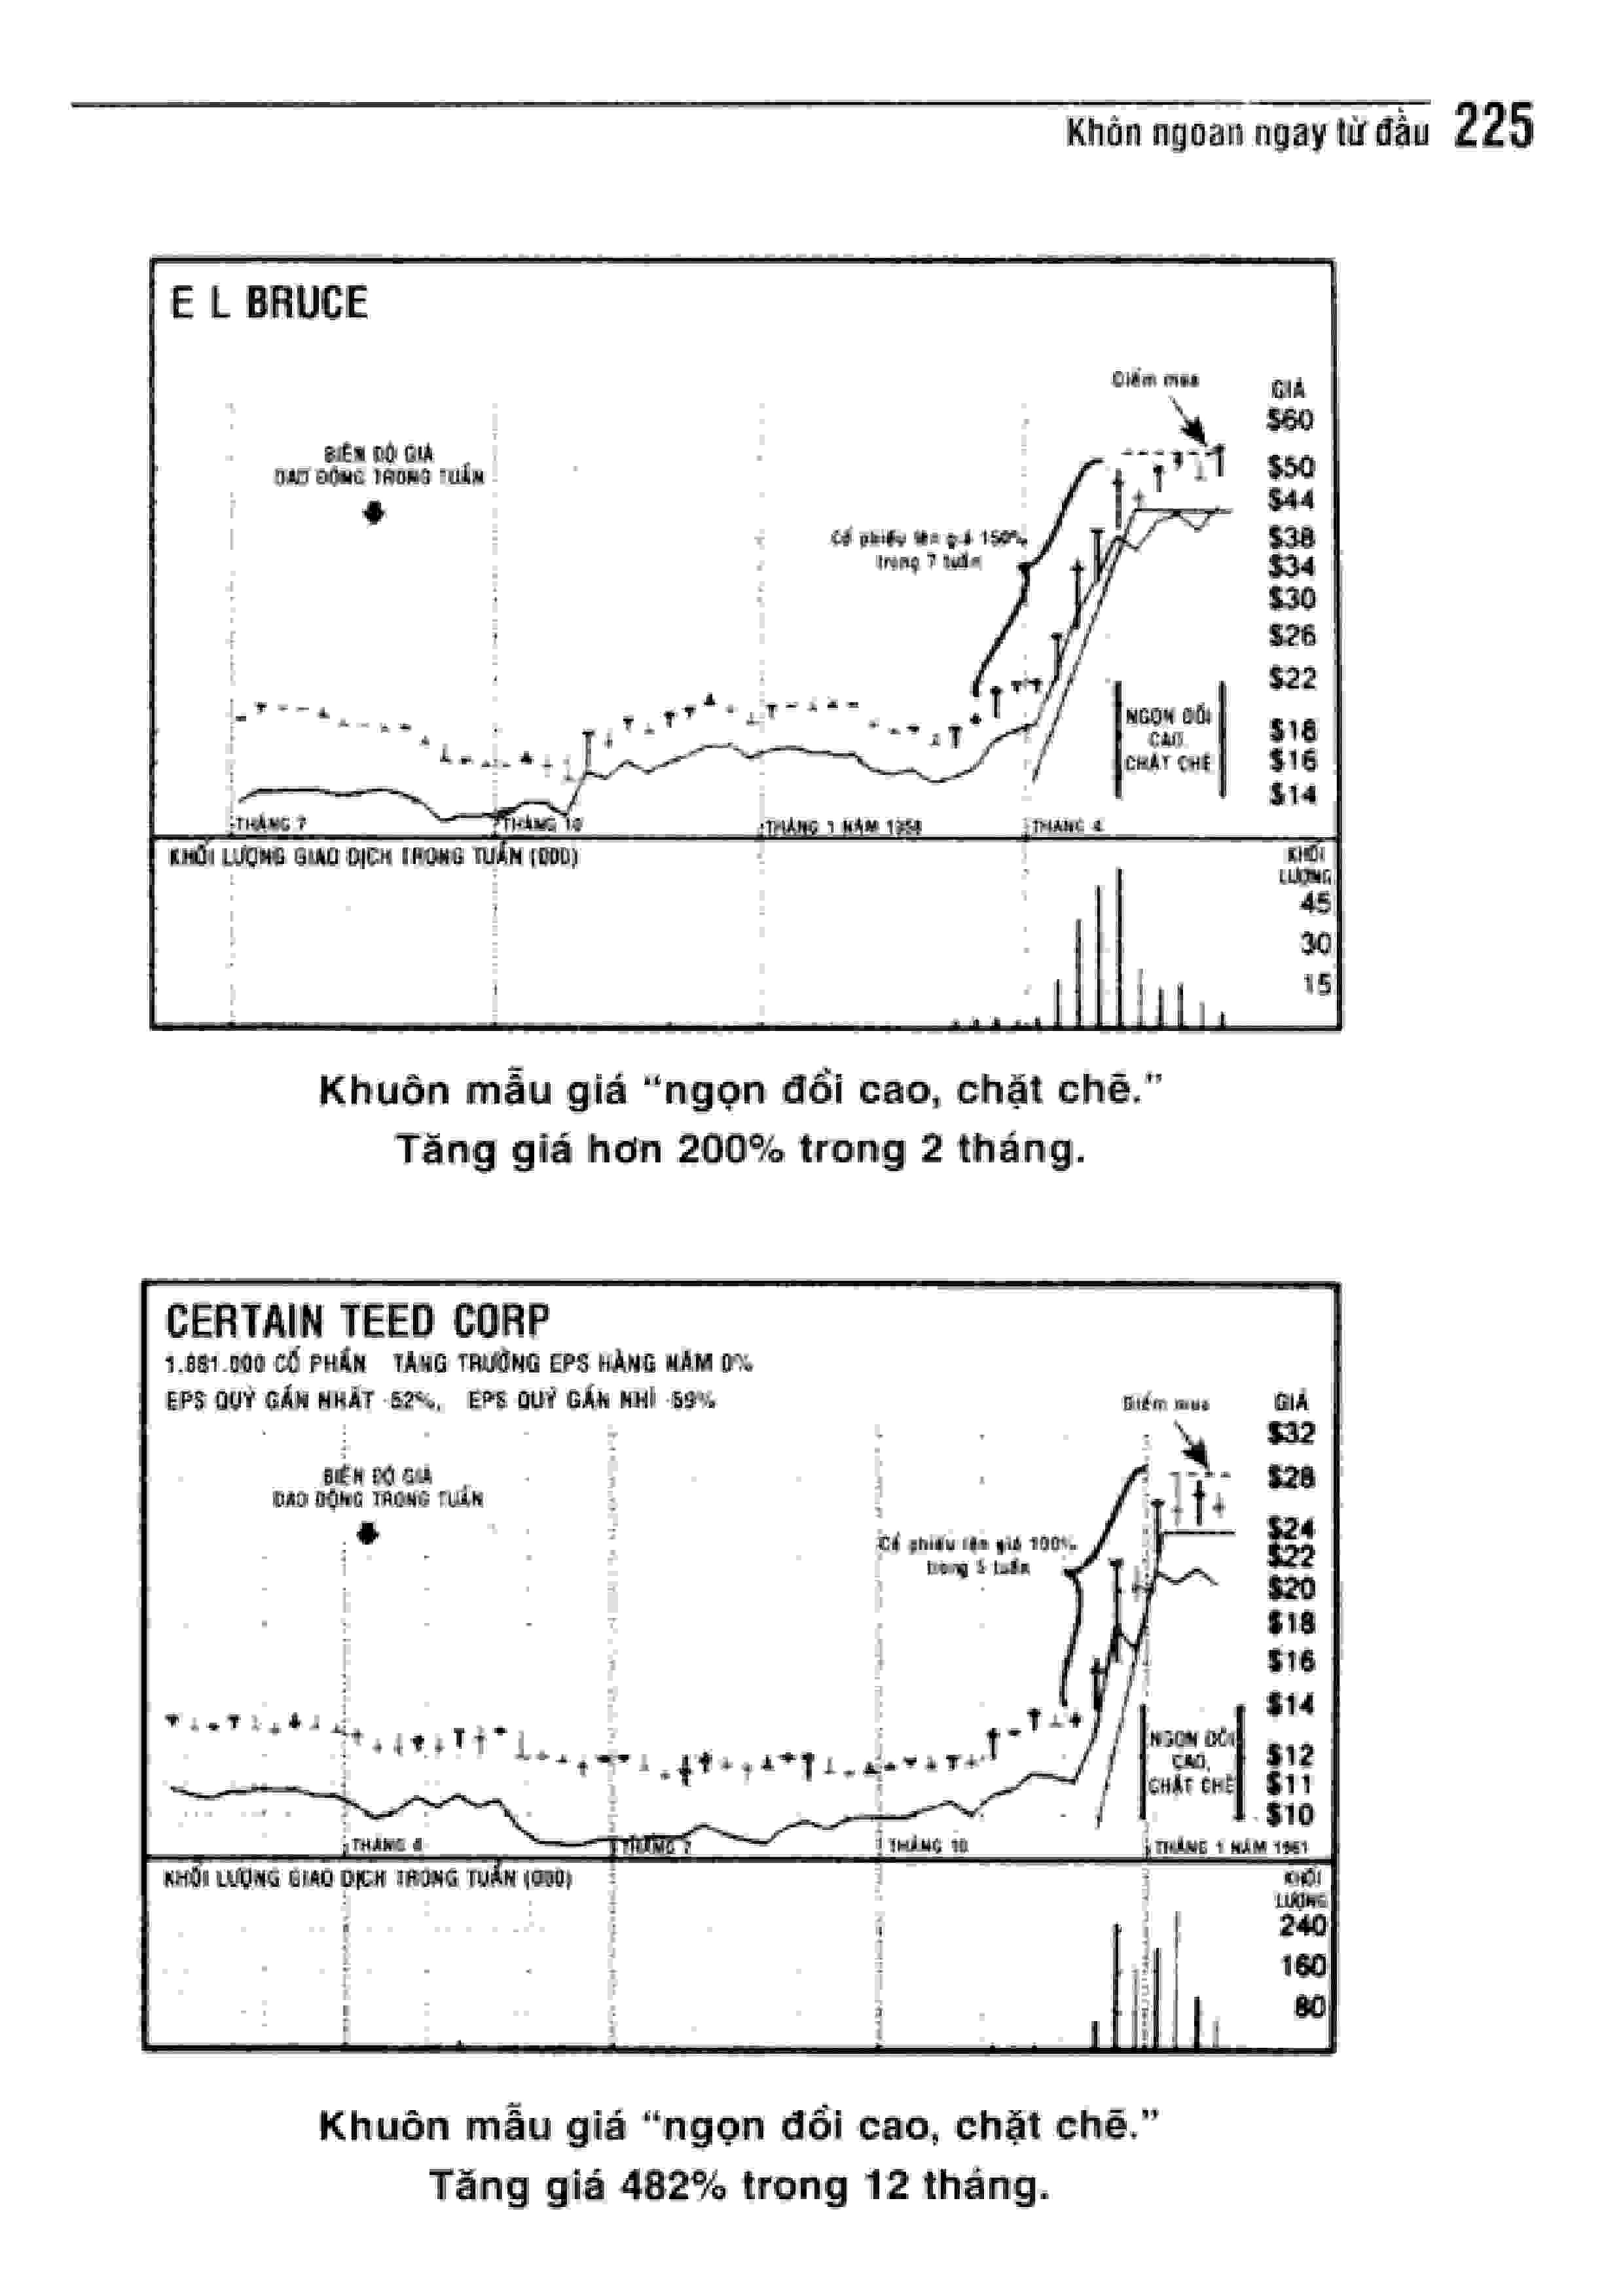 Khôn ngoan ngay từ đầu 225
E L BRUCE
Điểm mua
GIÁ
$60
BIÊN ĐỘ GIÁ
DAO ĐỘNG TRONG TUẦN
$50
$44
Cổ phiếu lên giá 150%
trong 7 tuần
$38
$34
$30
$26
$22
NGỌN ĐỒI
CAO,
CHẶT CHẼ
$18
$16
$14
THÁNG 7
THÁNG 10
THÁNG 1 NĂM 1958
THÁNG 4
KHỐI LƯỢNG GIAO DỊCH TRONG TUẦN (000)
KHỐI
LƯỢNG
45
30
15
Khuôn mẫu giá “ngọn đồi cao, chặt chẽ.”
Tăng giá hơn 200% trong 2 tháng.
CERTAIN TEED CORP
1.881.000 CỔ PHẦN TĂNG TRƯỞNG EPS HÀNG NĂM 0%
EPS QUÝ GẦN NHẤT -52%, EPS QUÝ GẦN NHÌ -59%
Điểm mua
GIÁ
$32
BIÊN ĐỘ GIÁ
DAO ĐỘNG TRONG TUẦN
$28
$24
Cổ phiếu lên giá 100%
trong 5 tuần
$22
$20
$18
$16
$14
NGỌN ĐỒI
CAO,
CHẶT CHẼ
$12
$11
$10
THÁNG 4
THÁNG 7
THÁNG 10
THÁNG 1 NĂM 1961
KHỐI LƯỢNG GIAO DỊCH TRONG TUẦN (000)
KHỐI
LƯỢNG
240
160
80
Khuôn mẫu giá “ngọn đồi cao, chặt chẽ.”
Tăng giá 482% trong 12 tháng.